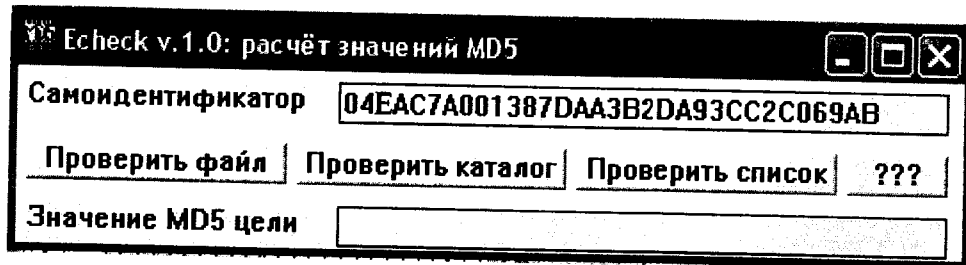 Echeck v.1.0: расчёт значений MD5
Самоидентификатор 04EAC7A001387DAA3B2DA93CC2C069AB
Проверить файл Проверить каталог Проверить список ???
Значение MD5 цели